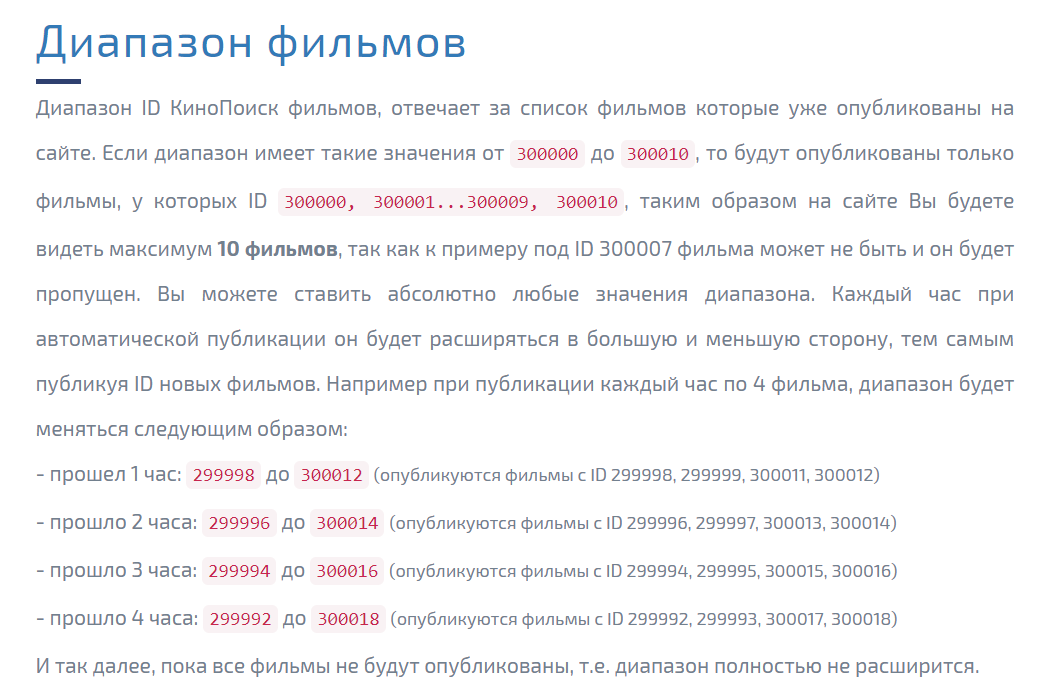 Диапазон фильмов
Диапазон ID КиноПоиск фильмов, отвечает за список фильмов которые уже опубликованы на
сайте. Если диапазон имеет такие значения от 300000 до 300010, то будут опубликованы только
фильмы, у которых ID 300000, 300001...300009, 300010, таким образом на сайте Вы будете
видеть максимум 10 фильмов, так как к примеру под ID 300007 фильма может не быть и он будет
пропущен. Вы можете ставить абсолютно любые значения диапазона. Каждый час при
автоматической публикации он будет расширяться в большую и меньшую сторону, тем самым
публикуя ID новых фильмов. Например при публикации каждый час по 4 фильма, диапазон будет
меняться следующим образом:
- прошел 1 час: 299998 до 300012 (опубликуются фильмы с ID 299998, 299999, 300011, 300012)
- прошло 2 часа: 299996 до 300014 (опубликуются фильмы с ID 299996, 299997, 300013, 300014)
- прошло 3 часа: 299994 до 300016 (опубликуются фильмы с ID 299994, 299995, 300015, 300016)
- прошло 4 часа: 299992 до 300018 (опубликуются фильмы с ID 299992, 299993, 300017, 300018)
И так далее, пока все фильмы не будут опубликованы, т.е. диапазон полностью не расширится.